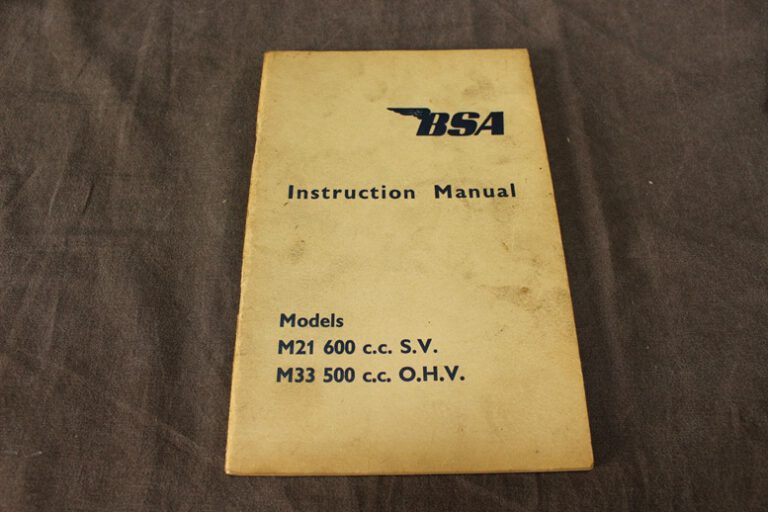 BSA
Instruction Manual
Models
M21 600 c.c. S.V.
M33 500 c.c. O.H.V.